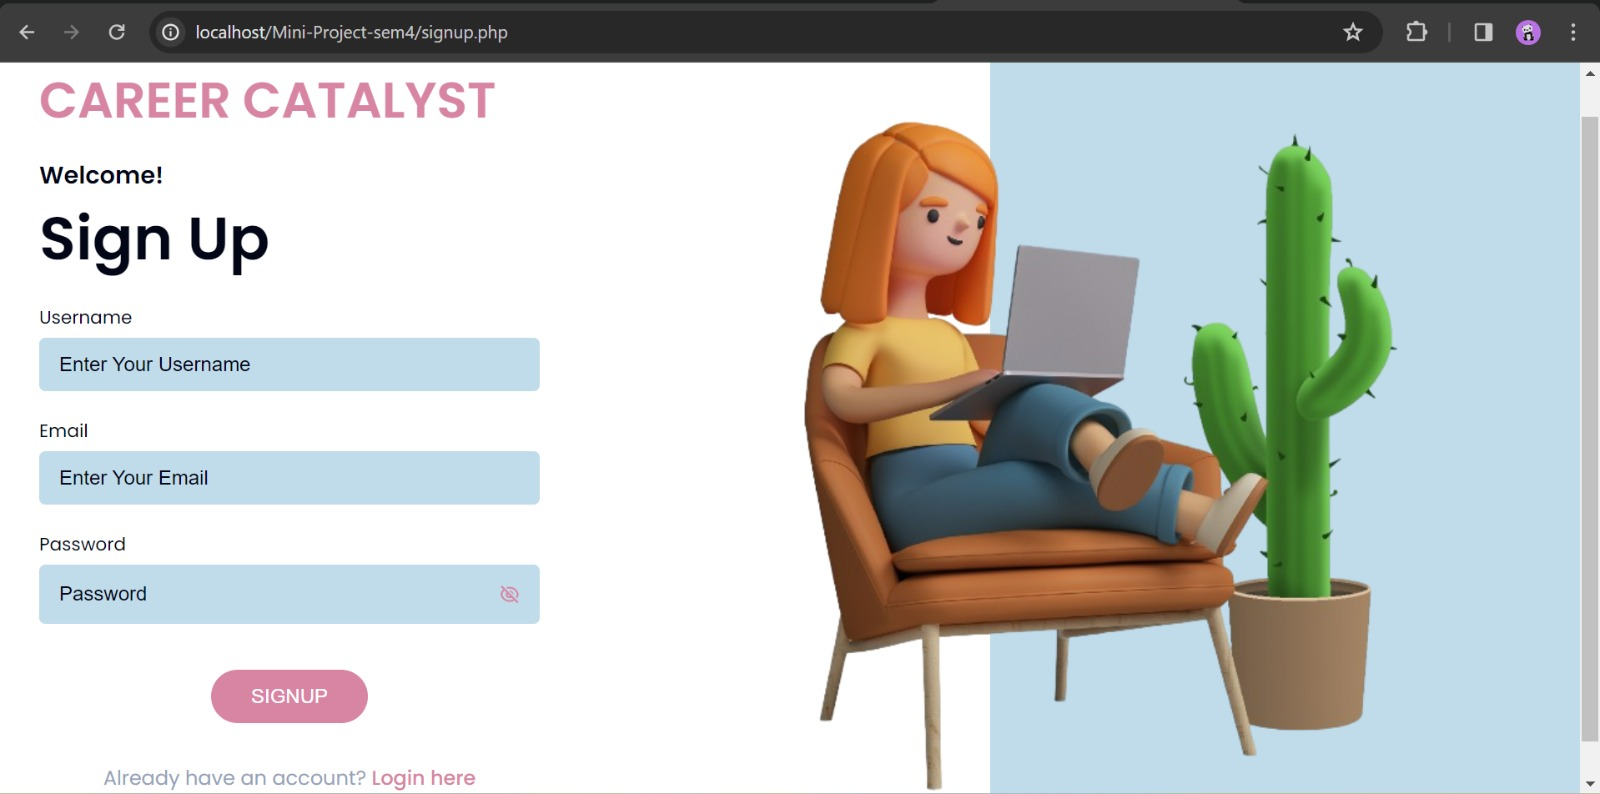 localhost/Mini-Project-sem4/signup.php
CAREER CATALYST
Welcome!
Sign Up
Username
Enter Your Username
Email
Enter Your Email
Password
Password
SIGNUP
Already have an account? Login here